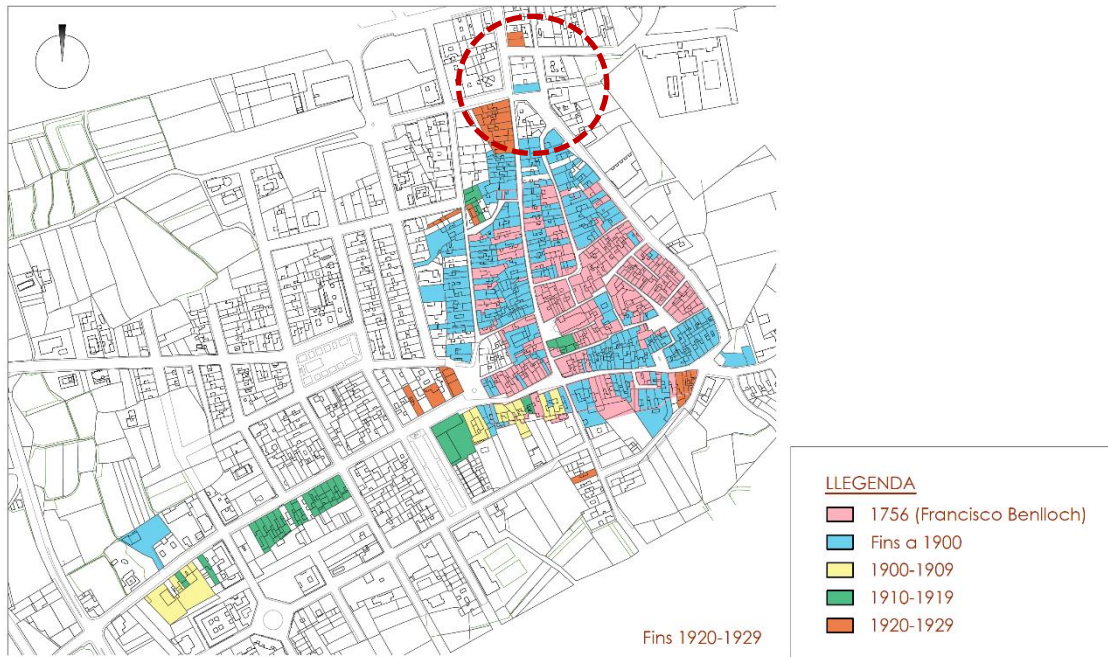 Fins 1920-1929
LLEGENDA
1756 (Francisco Benlloch)
Fins a 1900
1900-1909
1910-1919
1920-1929